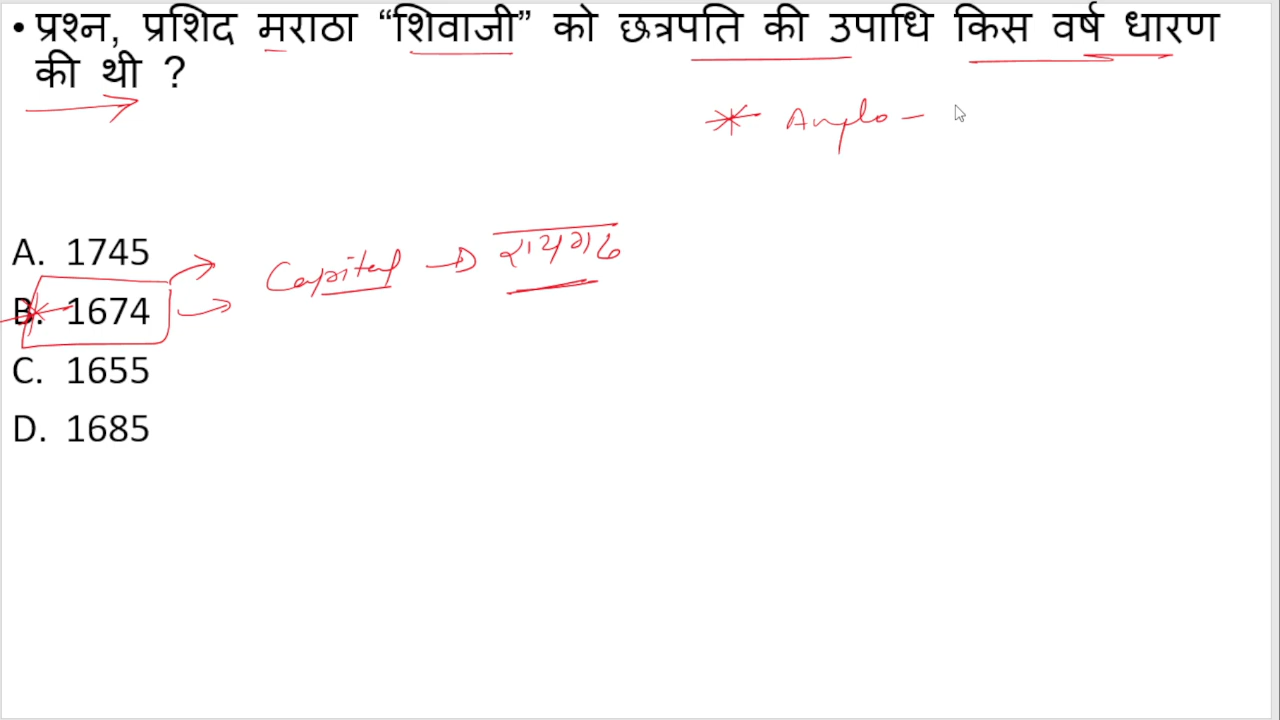 • प्रश्न, प्रशिद मराठा “शिवाजी” को छत्रपति की उपाधि किस वर्ष धारण
की थी ?
* Anglo –
A. 1745
Capital → रायगढ
B. 1674
C. 1655
D. 1685